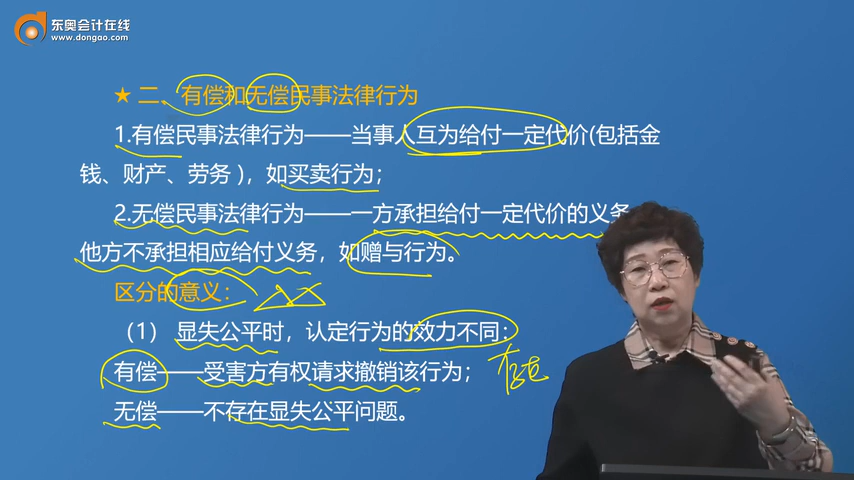 东奥会计在线
www.dongao.com
★ 二、有偿和无偿民事法律行为
1.有偿民事法律行为——当事人互为给付一定代价(包括金
钱、财产、劳务 )，如买卖行为；
2.无偿民事法律行为——一方承担给付一定代价的义务
他方不承担相应给付义务，如赠与行为。
区分的意义：
（1） 显失公平时，认定行为的效力不同：
有偿——受害方有权请求撤销该行为；
无偿——不存在显失公平问题。